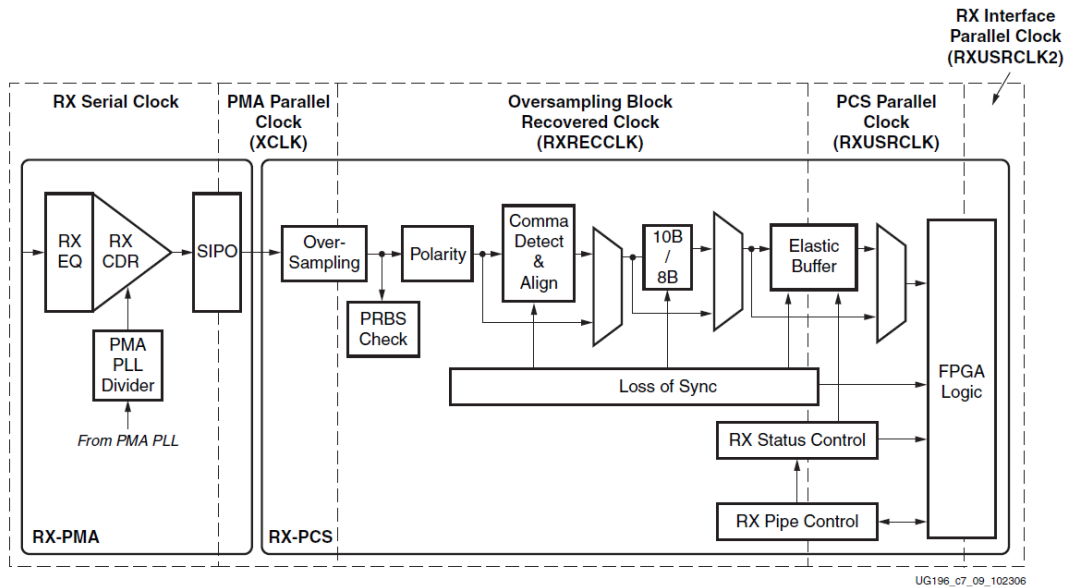 RX Interface
Parallel Clock
(RXUSRCLK2)
RX Serial Clock
PMA Parallel
Clock
(XCLK)
Oversampling Block
Recovered Clock
(RXRECCLK)
PCS Parallel
Clock
(RXUSRCLK)
RX
EQ
RX
CDR
SIPO
Over-
Sampling
Polarity
Comma
Detect
&
Align
10B
/
8B
Elastic
Buffer
PRBS
Check
PMA
PLL
Divider
From PMA PLL
Loss of Sync
FPGA
Logic
RX Status Control
RX Pipe Control
RX-PMA
RX-PCS
UG196_c7_09_102306